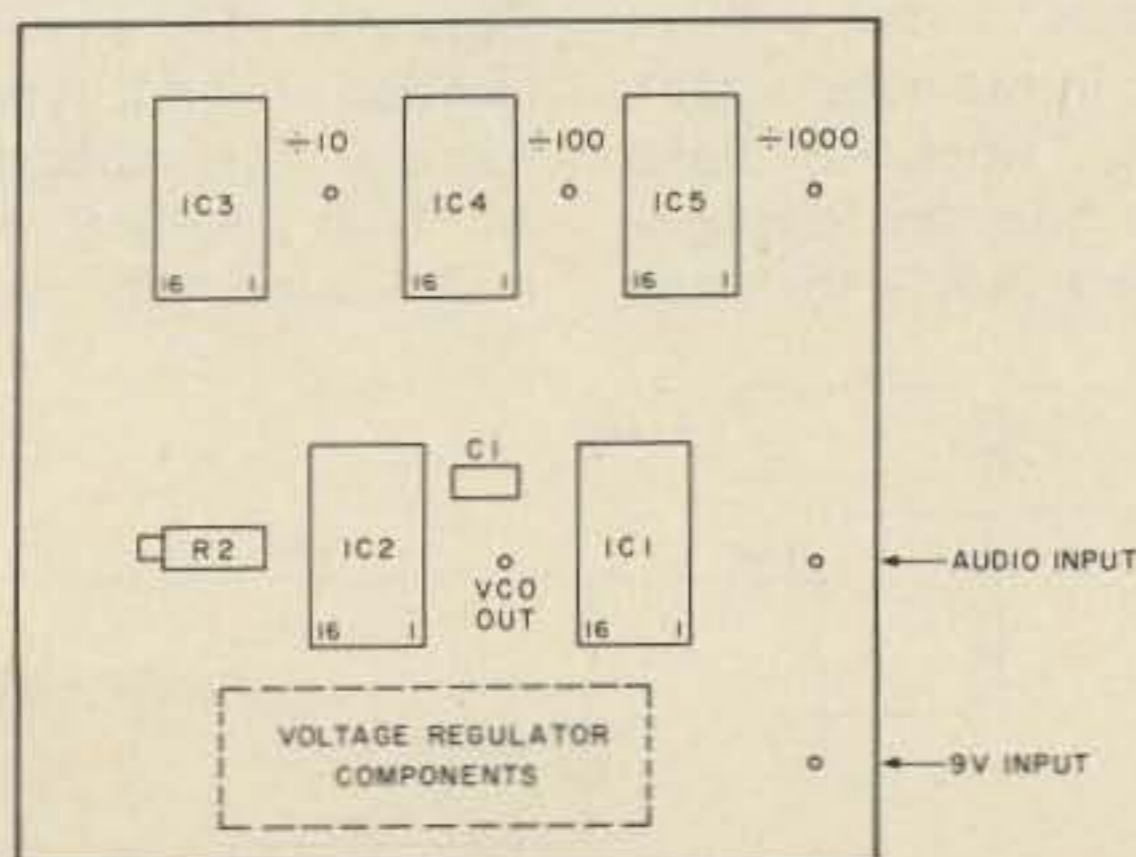 ÷10
÷100
÷1000
IC3
IC4
IC5
16 1
16 1
16 1
C1
R2
IC2
IC1
AUDIO INPUT
VCO
OUT
16 1
16 1
VOLTAGE REGULATOR
COMPONENTS
9V INPUT